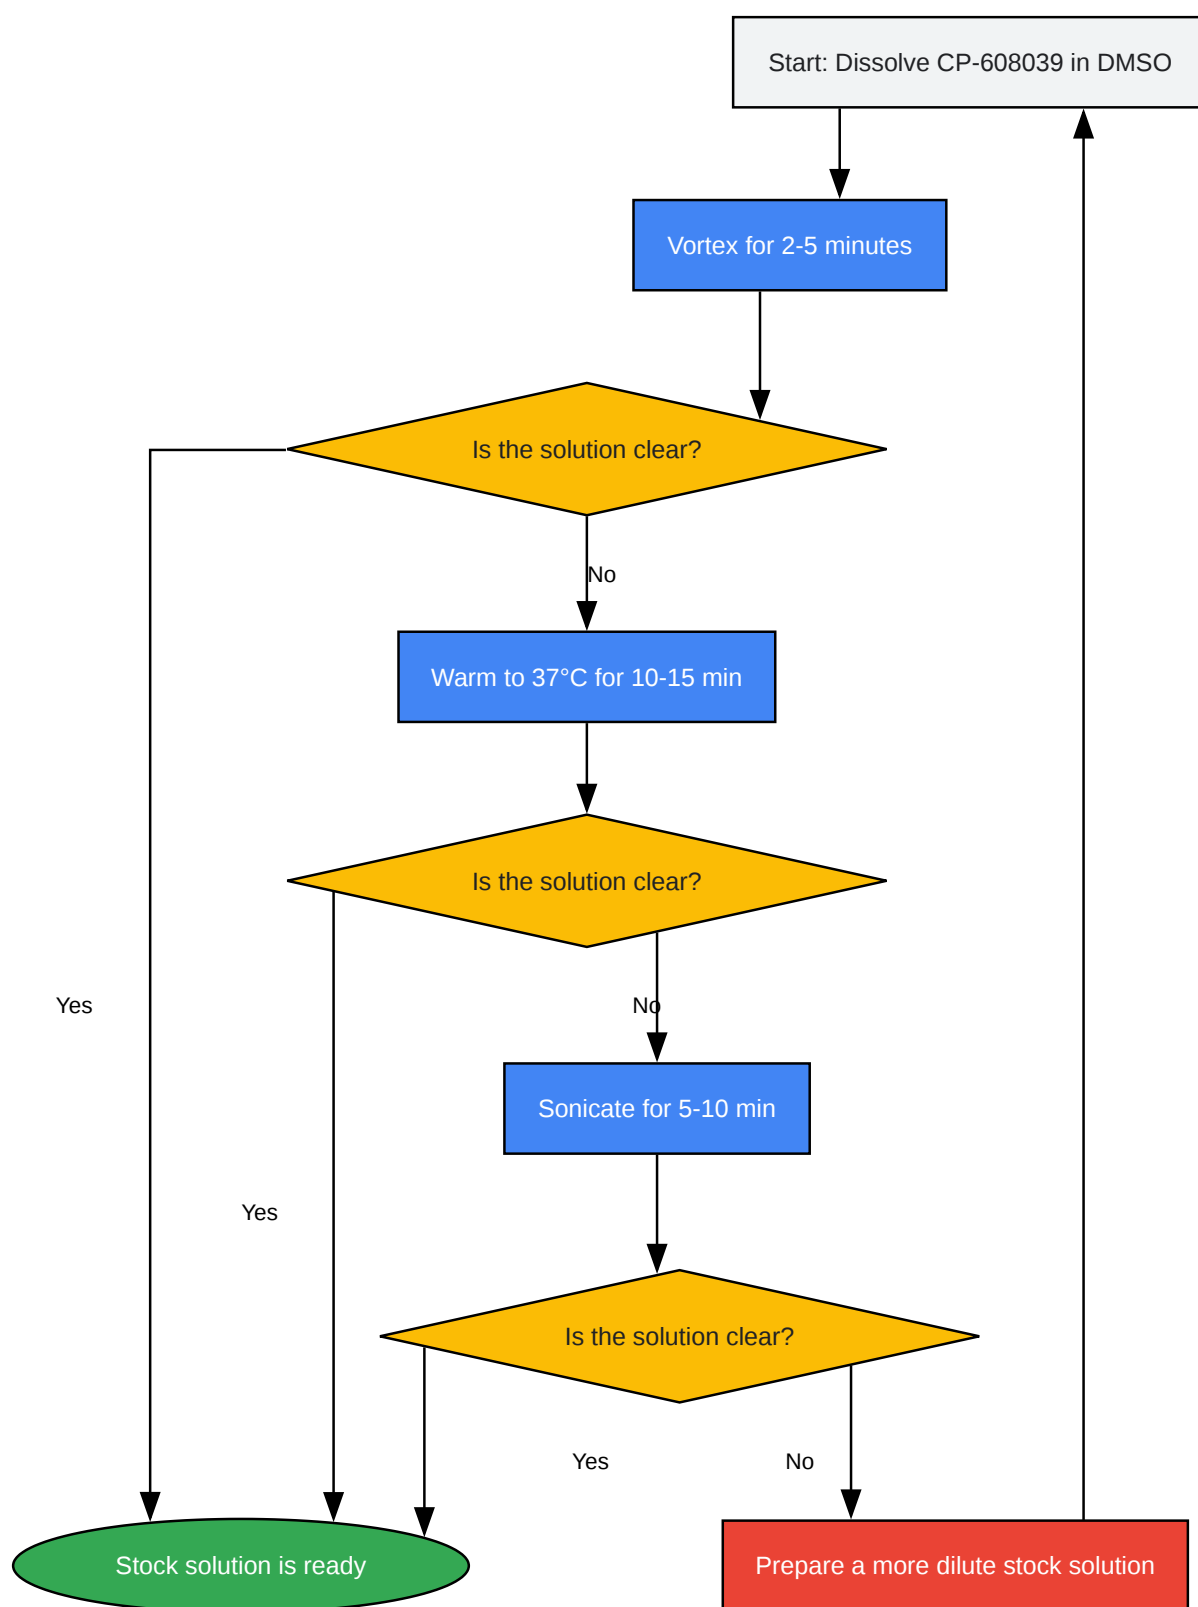 Start: Dissolve CP-608039 in DMSO
Vortex for 2-5 minutes
Is the solution clear?
No
Warm to 37°C for 10-15 min
Is the solution clear?
Yes
No
Sonicate for 5-10 min
Yes
Is the solution clear?
Yes
No
Stock solution is ready
Prepare a more dilute stock solution